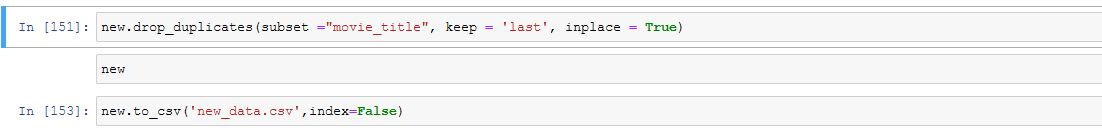 In [151]: new.drop_duplicates(subset ="movie_title", keep = 'last', inplace = True)
new
In [153]: new.to_csv('new_data.csv',index=False)